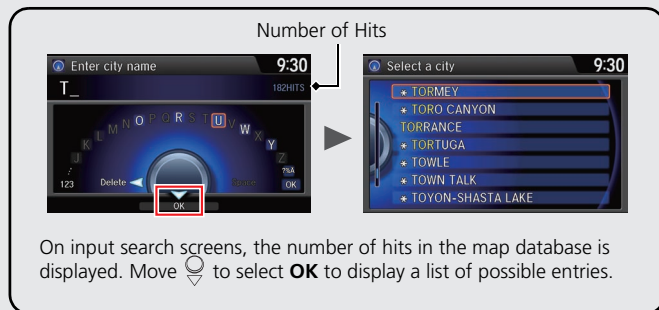 Number of Hits
Enter city name
9:30
T_
182HITS
J K L M N O P Q R S T U V W X Y Z
123
Delete
Space
?%À
OK
OK
Select a city
9:30
* TORMEY
* TORO CANYON
TORRANCE
* TORTUGA
* TOWLE
* TOWN TALK
* TOYON-SHASTA LAKE
On input search screens, the number of hits in the map database is
displayed. Move to select OK to display a list of possible entries.